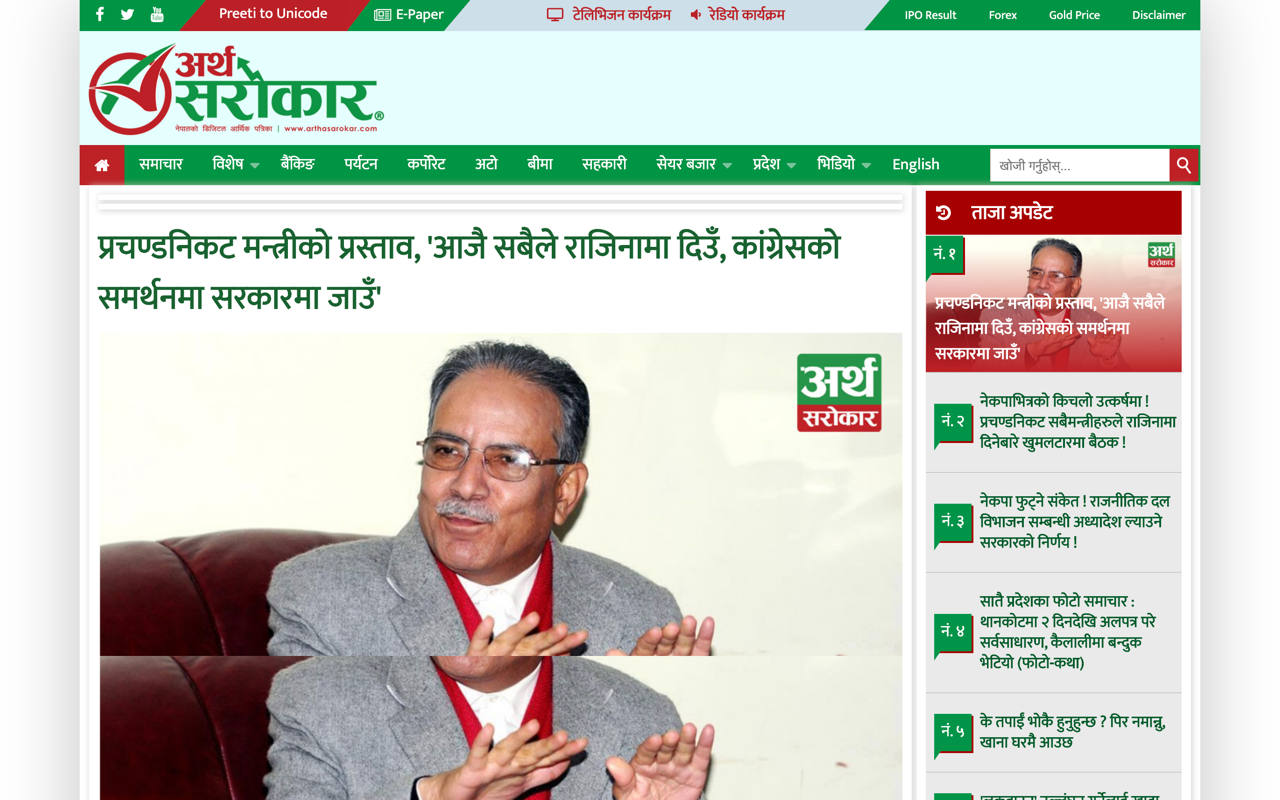 Preeti to Unicode
E-Paper
टेलिभिजन कार्यक्रम
रेडियो कार्यक्रम
IPO Result
Forex
Gold Price
Disclaimer
अर्थ
सरोकार
नेपालको डिजिटल आर्थिक पत्रिका | www.arthasarokar.com
समाचार
विशेष
बैंकिङ
पर्यटन
कर्पोरेट
अटो
बीमा
सहकारी
सेयर बजार
प्रदेश
भिडियो
English
खोजी गर्नुहोस्...
प्रचण्डनिकट मन्त्रीको प्रस्ताव, 'आजै सबैले राजिनामा दिउँ, कांग्रेसको
समर्थनमा सरकारमा जाउँ'
अर्थ
सरोकार
ताजा अपडेट
नं. १
अर्थ
सरोकार
प्रचण्डनिकट मन्त्रीको प्रस्ताव, 'आजै सबैले
राजिनामा दिउँ, कांग्रेसको समर्थनमा
सरकारमा जाउँ'
नं. २
नेकपाभित्रको किचलो उत्कर्षमा !
प्रचण्डनिकट सबैमन्त्रीहरुले राजिनामा
दिनेबारे खुमलटारमा बैठक !
नं. ३
नेकपा फुट्ने संकेत ! राजनीतिक दल
विभाजन सम्बन्धी अध्यादेश ल्याउने
सरकारको निर्णय !
नं. ४
सातै प्रदेशका फोटो समाचार :
थानकोटमा २ दिनदेखि अलपत्र परे
सर्वसाधारण, कैलालीमा बन्दुक
भेटियो (फोटो-कथा)
नं. ५
के तपाईं भोकै हुनुहुन्छ ? पिर नमान्नु,
खाना घरमै आउछ